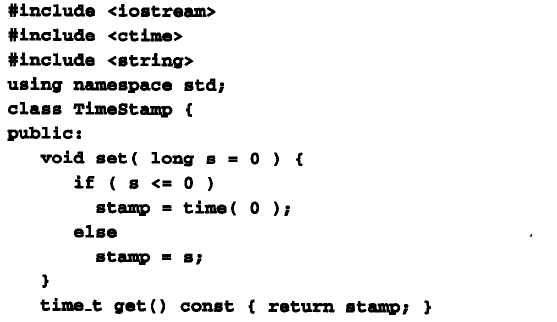 #include <iostream>
#include <ctime>
#include <string>
using namespace std;
class TimeStamp {
public:
   void set( long s = 0 ) {
      if ( s <= 0 )
        stamp = time( 0 );
      else
        stamp = s;
   }
   time_t get() const { return stamp; }